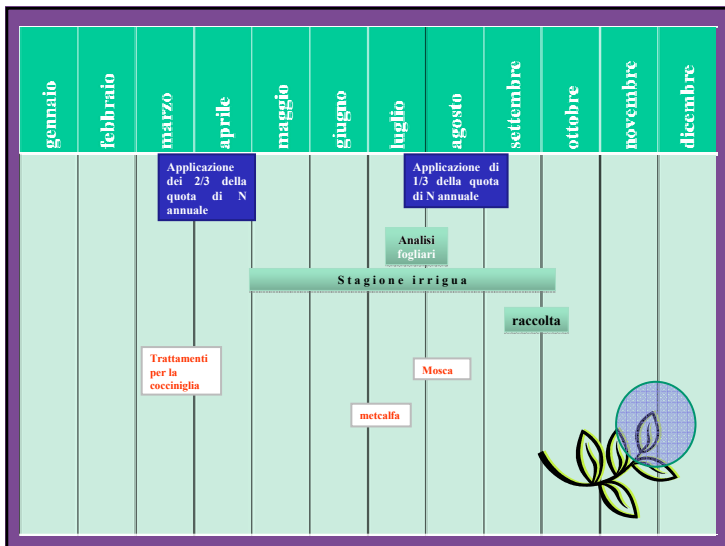 gennaio
febbraio
marzo
aprile
maggio
giugno
luglio
agosto
settembre
ottobre
novembre
dicembre
Applicazione
dei 2/3 della
quota di N
annuale
Applicazione di
1/3 della quota
di N annuale
Analisi
fogliari
Stagione irrigua
raccolta
Trattamenti
per la
cocciniglia
Mosca
metcalfa